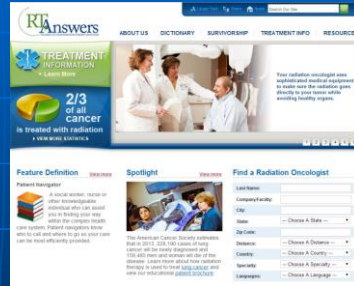 RTAnswers
Search Our Site
ABOUT US DICTIONARY SURVIVORSHIP TREATMENT INFO RESOURCE
TREATMENT
INFORMATION
Learn More
2/3
of all
cancer
is treated with radiation
VIEW MORE STATISTICS
Your radiation oncologist uses
sophisticated medical equipment
to make sure the radiation goes
directly to your tumor while
avoiding healthy organs.
Feature Definition View more
Patient Navigator
A social worker, nurse or
other knowledgeable
individual who can assist
you in finding your way
within the complex health
care system. Patient navigators know
who to call and where to go so your care
can be most efficiently provided.
Spotlight View more
The American Cancer Society estimates
that in 2013, 228,190 cases of lung
cancer will be newly diagnosed and
159,480 men and woman will die of the
disease. Learn more about how radiation
therapy is used to treat lung cancer and
view our educational patient brochure
Find a Radiation Oncologist
Last Name:
Company/Facility:
City:
State: -- Choose A State --
Zip Code:
Distance: -- Choose A Distance --
Country: -- Choose A Country --
Specialty: -- Choose A Specialty --
Languages: -- Choose A Language --